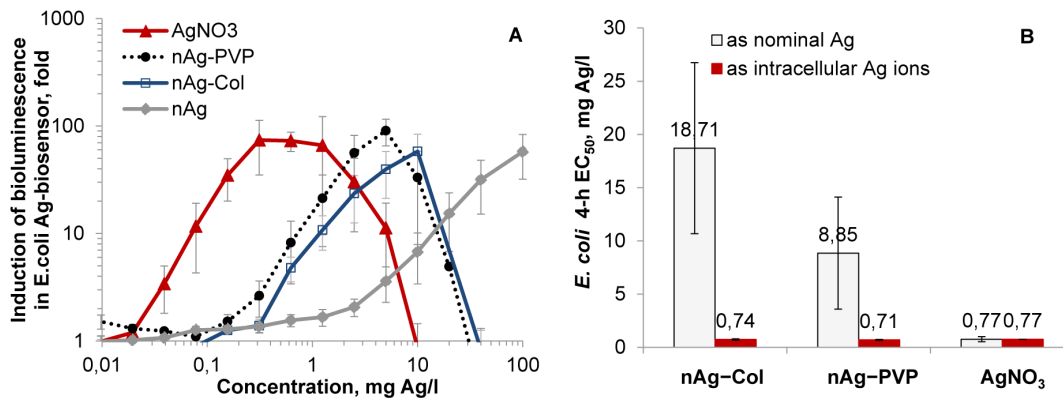 A
AgNO3
nAg-PVP
nAg-Col
nAg
Induction of bioluminescence
in E.coli Ag-biosensor, fold
1000
100
10
1
0,01
0,1
1
10
100
Concentration, mg Ag/l
B
as nominal Ag
as intracellular Ag ions
E. coli 4-h EC50, mg Ag/l
30
25
20
15
10
5
0
18,71
0,74
8,85
0,71
0,77
0,77
nAg−Col
nAg−PVP
AgNO₃